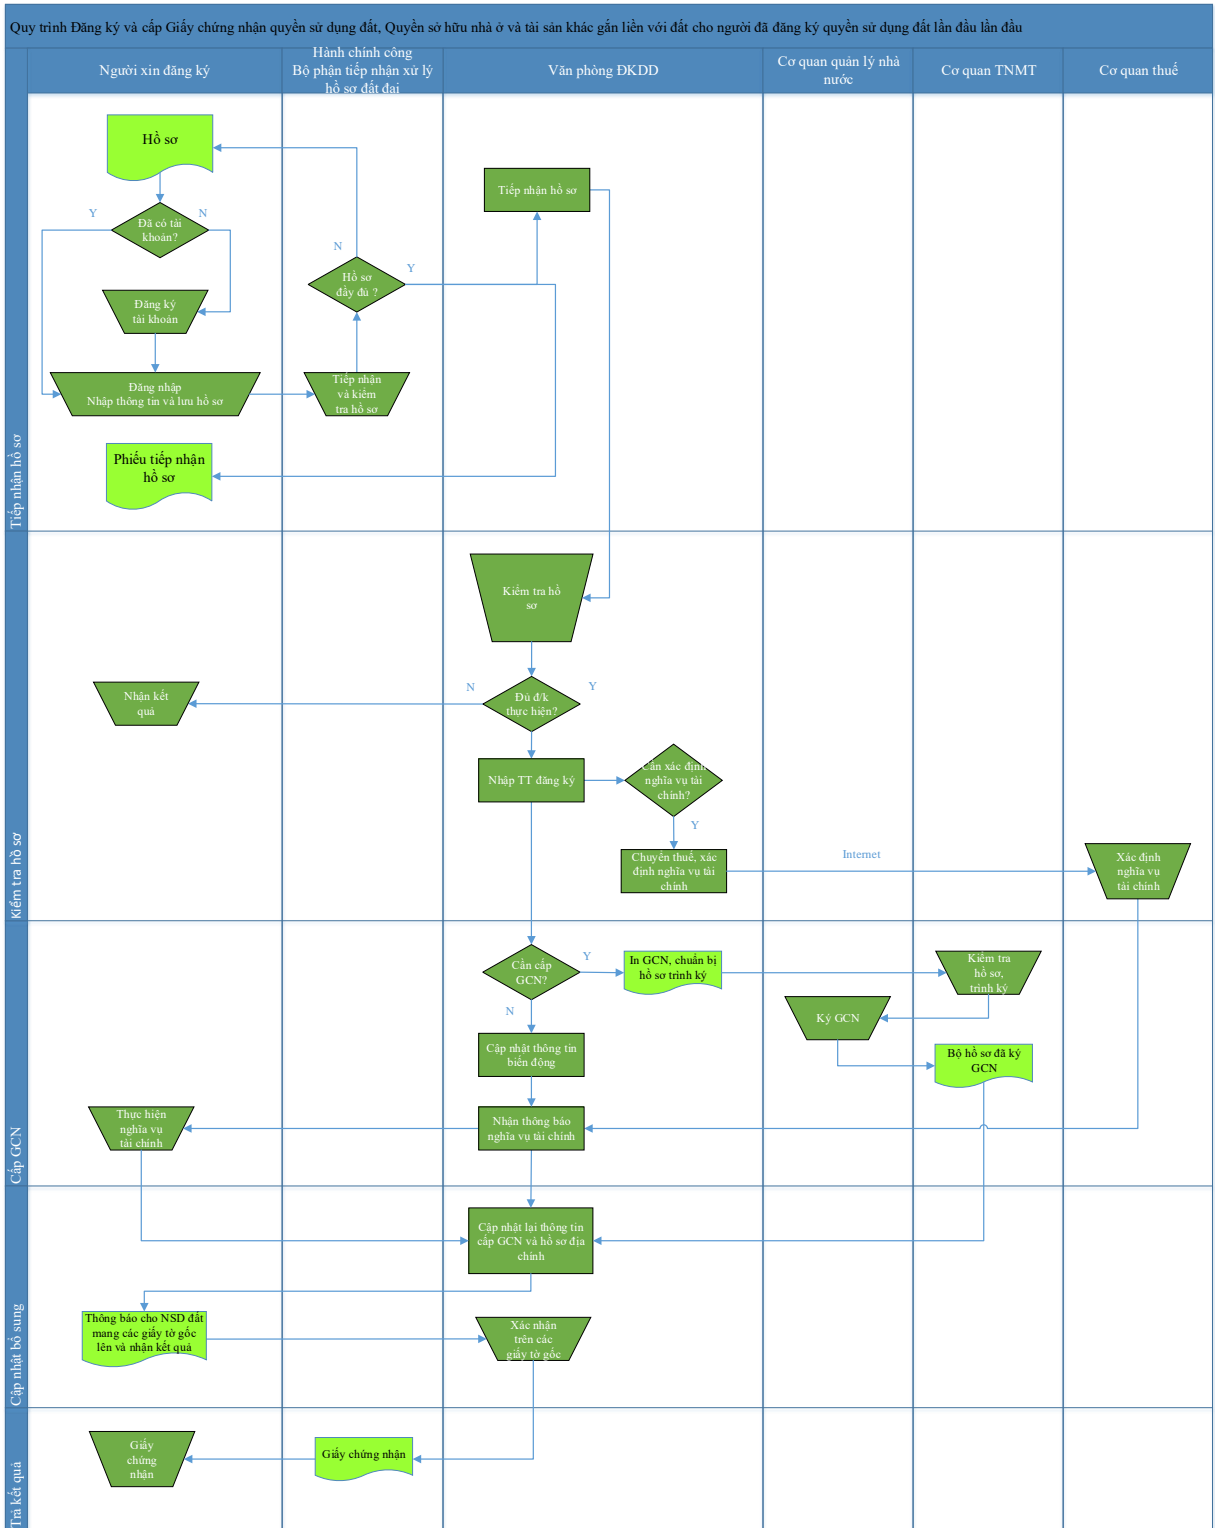 Quy trình Đăng ký và cấp Giấy chứng nhận quyền sử dụng đất, Quyền sở hữu nhà ở và tài sản khác gắn liền với đất cho người đã đăng ký quyền sử dụng đất lần đầu lần đầu
Người xin đăng ký
Hành chính công
Bộ phận tiếp nhận xử lý
hồ sơ đất đai
Văn phòng ĐKDD
Cơ quan quản lý nhà
nước
Cơ quan TNMT
Cơ quan thuế
Tiếp nhận hồ sơ
Hồ sơ
Tiếp nhận hồ sơ
Y
N
Đã có tài
khoản?
N
Y
Hồ sơ
đầy đủ ?
Đăng ký
tài khoản
Đăng nhập
Nhập thông tin và lưu hồ sơ
Tiếp nhận
và kiểm
tra hồ sơ
Phiếu tiếp nhận
hồ sơ
Kiểm tra hồ sơ
Kiểm tra hồ
sơ
Nhận kết
quả
N
Y
Đủ đ/k
thực hiện?
Nhập TT đăng ký
Cần xác định
nghĩa vụ tài
chính?
Y
Chuyển thuế, xác
định nghĩa vụ tài
chính
Internet
Xác định
nghĩa vụ
tài chính
Cấp GCN
Cần cấp
GCN?
Y
N
In GCN, chuẩn bị
hồ sơ trình ký
Kiểm tra
hồ sơ,
trình ký
Ký GCN
Cập nhật thông tin
biến động
Bộ hồ sơ đã ký
GCN
Thực hiện
nghĩa vụ
tài chính
Nhận thông báo
nghĩa vụ tài chính
Cập nhật bổ sung
Cập nhật lại thông tin
cấp GCN và hồ sơ địa
chính
Thông báo cho NSD đất
mang các giấy tờ gốc
lên và nhận kết quả
Xác nhận
trên các
giấy tờ gốc
Trả kết quả
Giấy
chứng
nhận
Giấy chứng nhận